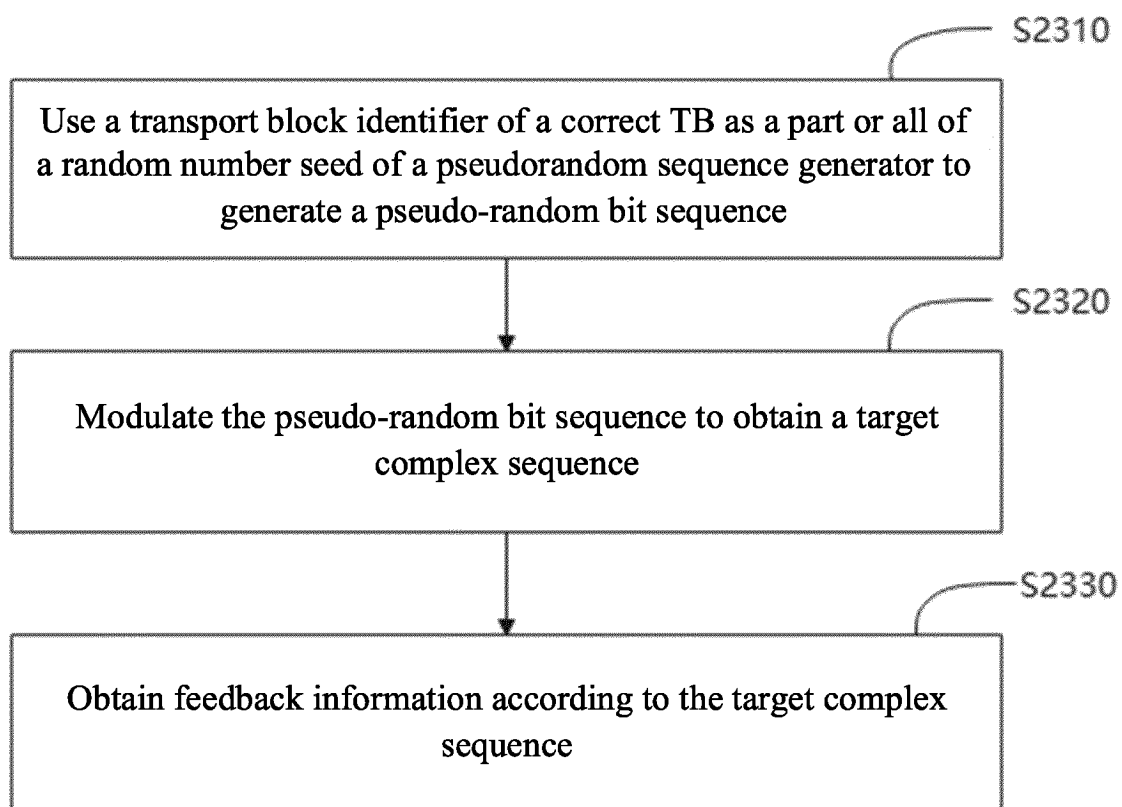 S2310
Use a transport block identifier of a correct TB as a part or all of
a random number seed of a pseudorandom sequence generator to
generate a pseudo-random bit sequence
S2320
Modulate the pseudo-random bit sequence to obtain a target
complex sequence
S2330
Obtain feedback information according to the target complex
sequence